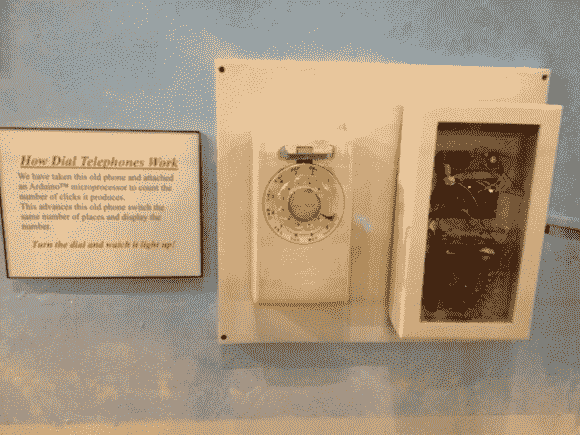 How Dial Telephones Work
We have taken this old phone and attached
an Arduino™ microprocessor to count the
number of clicks it produces.
This advances this old phone switch the
same number of places and display the
number.
Turn the dial and watch it light up!